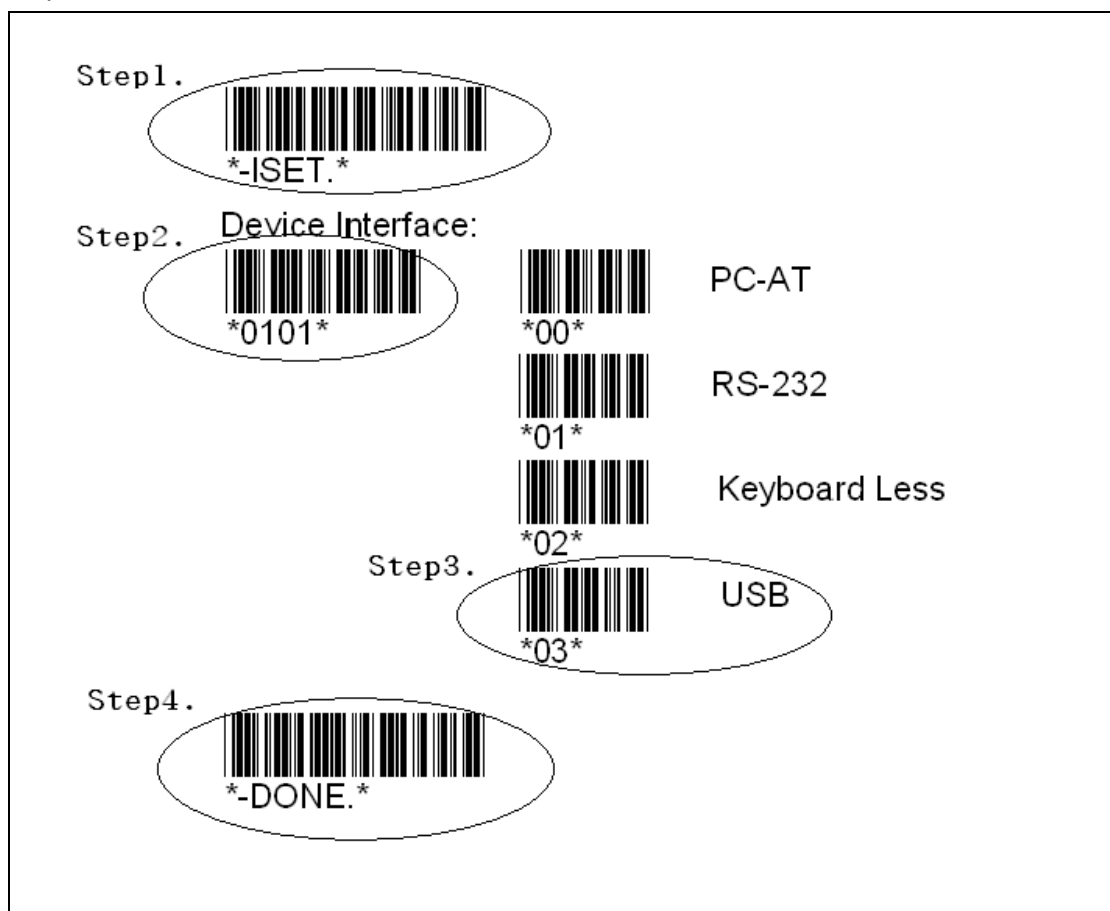 Step1.
*-ISET.*
Device Interface:
Step2.
*0101*
*00*
PC-AT
*01*
RS-232
*02*
Keyboard Less
Step3.
*03*
USB
Step4.
*-DONE.*